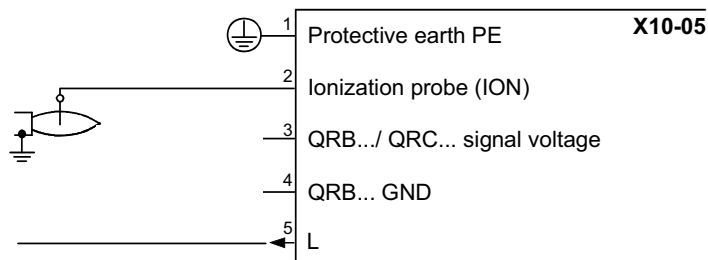 X10-05
1 Protective earth PE
2 Ionization probe (ION)
3 QRB.../ QRC... signal voltage
4 QRB... GND
5 L